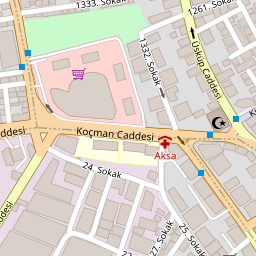 1333. Sokak
1261. Sokak
1332. Sokak
Üsküp Caddesi
Koçman Caddesi
Aksa
24. Sokak
27. Sokak
25. Sokak